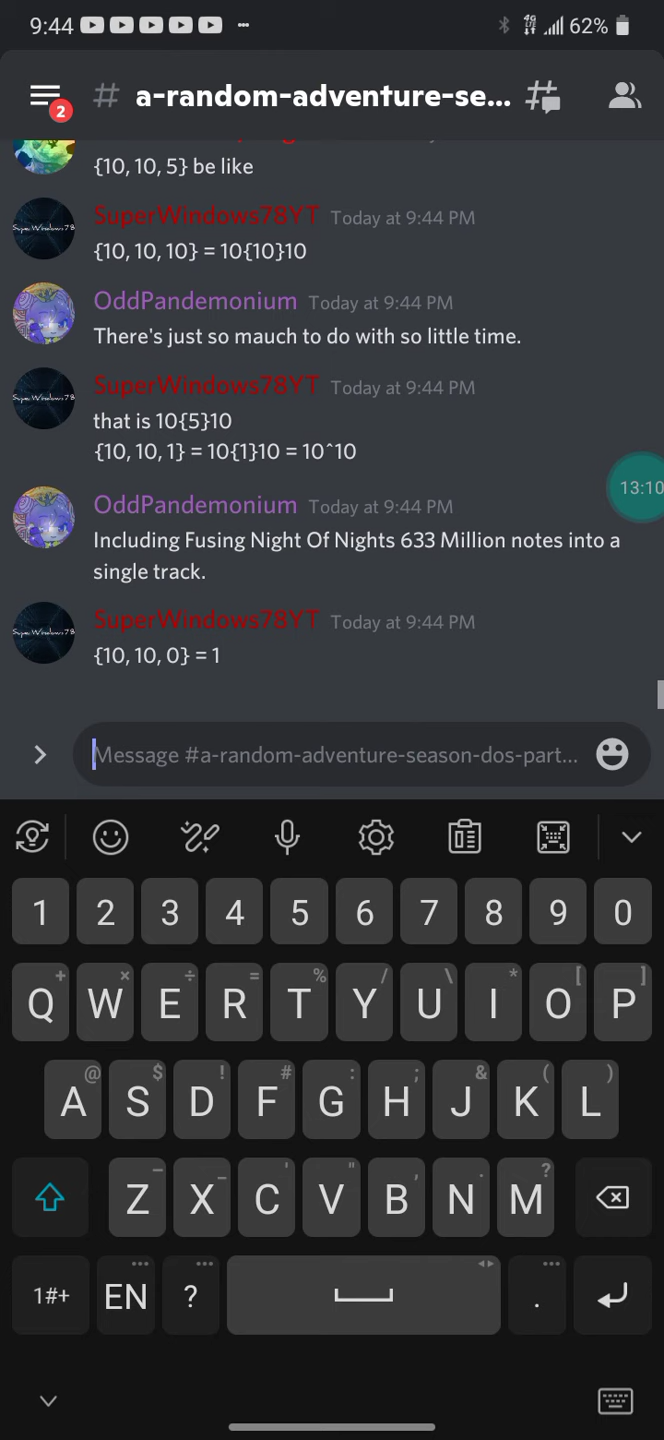 9:44 62%
2
# a-random-adventure-se...
{10, 10, 5} be like
SuperWindows78YT Today at 9:44 PM
{10, 10, 10} = 10{10}10
OddPandemonium Today at 9:44 PM
There's just so mauch to do with so little time.
SuperWindows78YT Today at 9:44 PM
that is 10{5}10
{10, 10, 1} = 10{1}10 = 10^10
13:10
OddPandemonium Today at 9:44 PM
Including Fusing Night Of Nights 633 Million notes into a
single track.
SuperWindows78YT Today at 9:44 PM
{10, 10, 0} = 1
Message #a-random-adventure-season-dos-part...
1 2 3 4 5 6 7 8 9 0
+ × ÷ = % / \ * [ ]
Q W E R T Y U I O P
@ $ ! # : ; & ( )
A S D F G H J K L
- _ ' " , . ?
Z X C V B N M
1#+ EN ? .